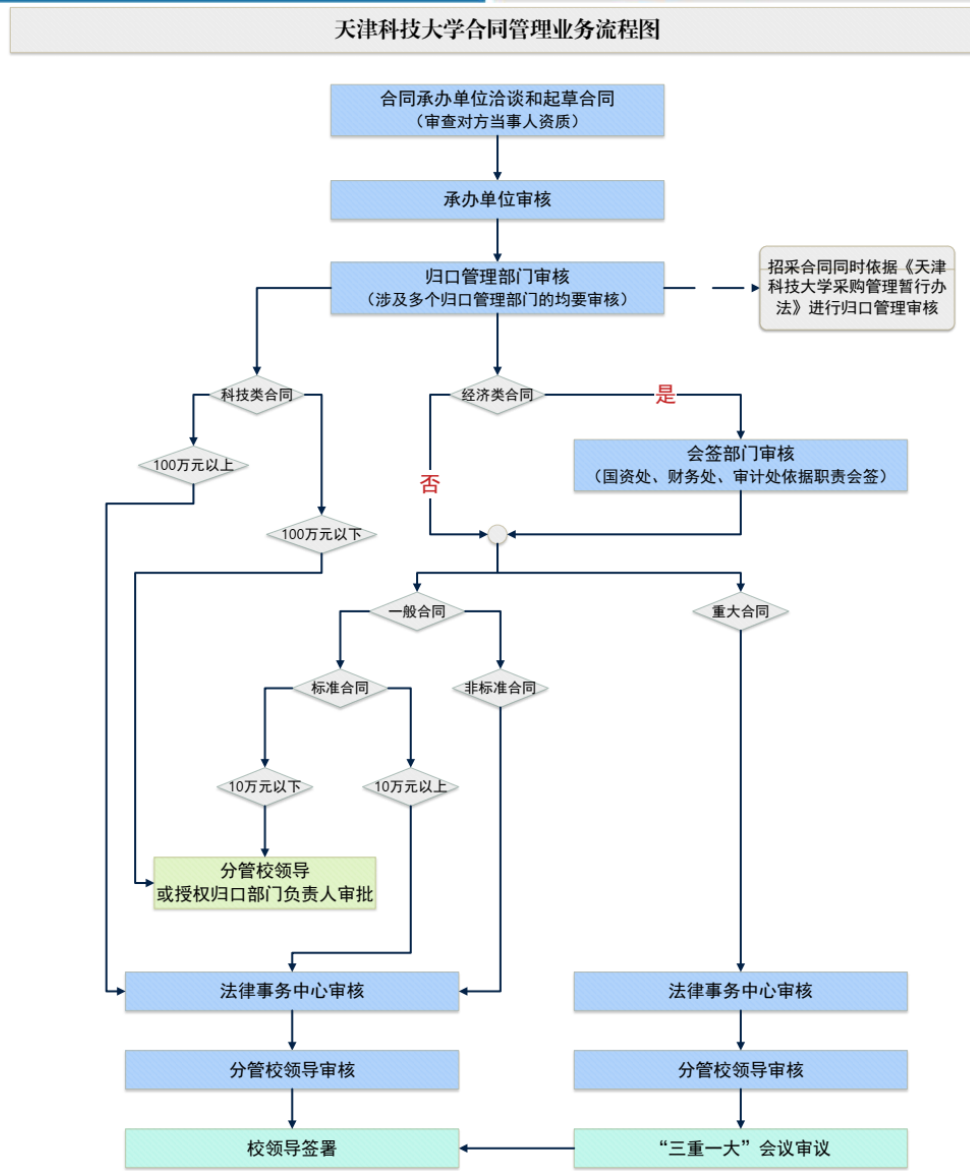 天津科技大学合同管理业务流程图
合同承办单位洽谈和起草合同
（审查对方当事人资质）
承办单位审核
归口管理部门审核
（涉及多个归口管理部门的均要审核）
招采合同同时依据《天津
科技大学采购管理暂行办
法》进行归口管理审核
科技类合同
经济类合同
是
会签部门审核
（国资处、财务处、审计处依据职责会签）
100万元以上
否
100万元以下
一般合同
重大合同
标准合同
非标准合同
10万元以下
10万元以上
分管校领导
或授权归口部门负责人审批
法律事务中心审核
法律事务中心审核
分管校领导审核
分管校领导审核
校领导签署
“三重一大”会议审议